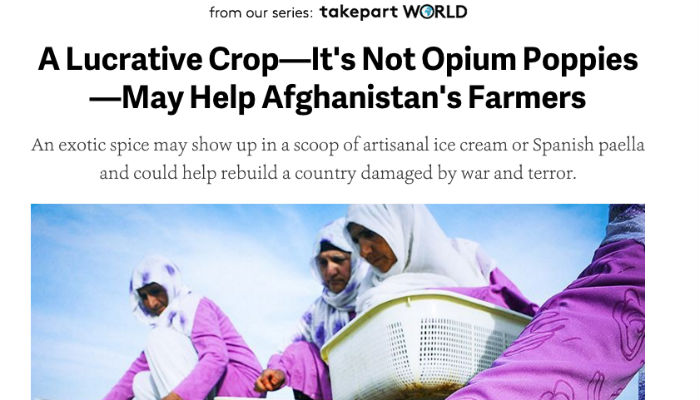 from our series: takepart WORLD
A Lucrative Crop—It's Not Opium Poppies
—May Help Afghanistan's Farmers
An exotic spice may show up in a scoop of artisanal ice cream or Spanish paella
and could help rebuild a country damaged by war and terror.